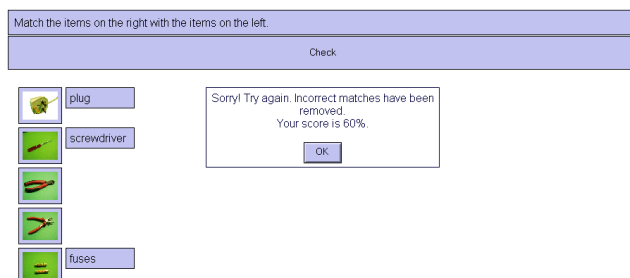 Match the items on the right with the items on the left.
Check
plug
Sorry! Try again. Incorrect matches have been
removed.
Your score is 60%.
screwdriver
OK
fuses